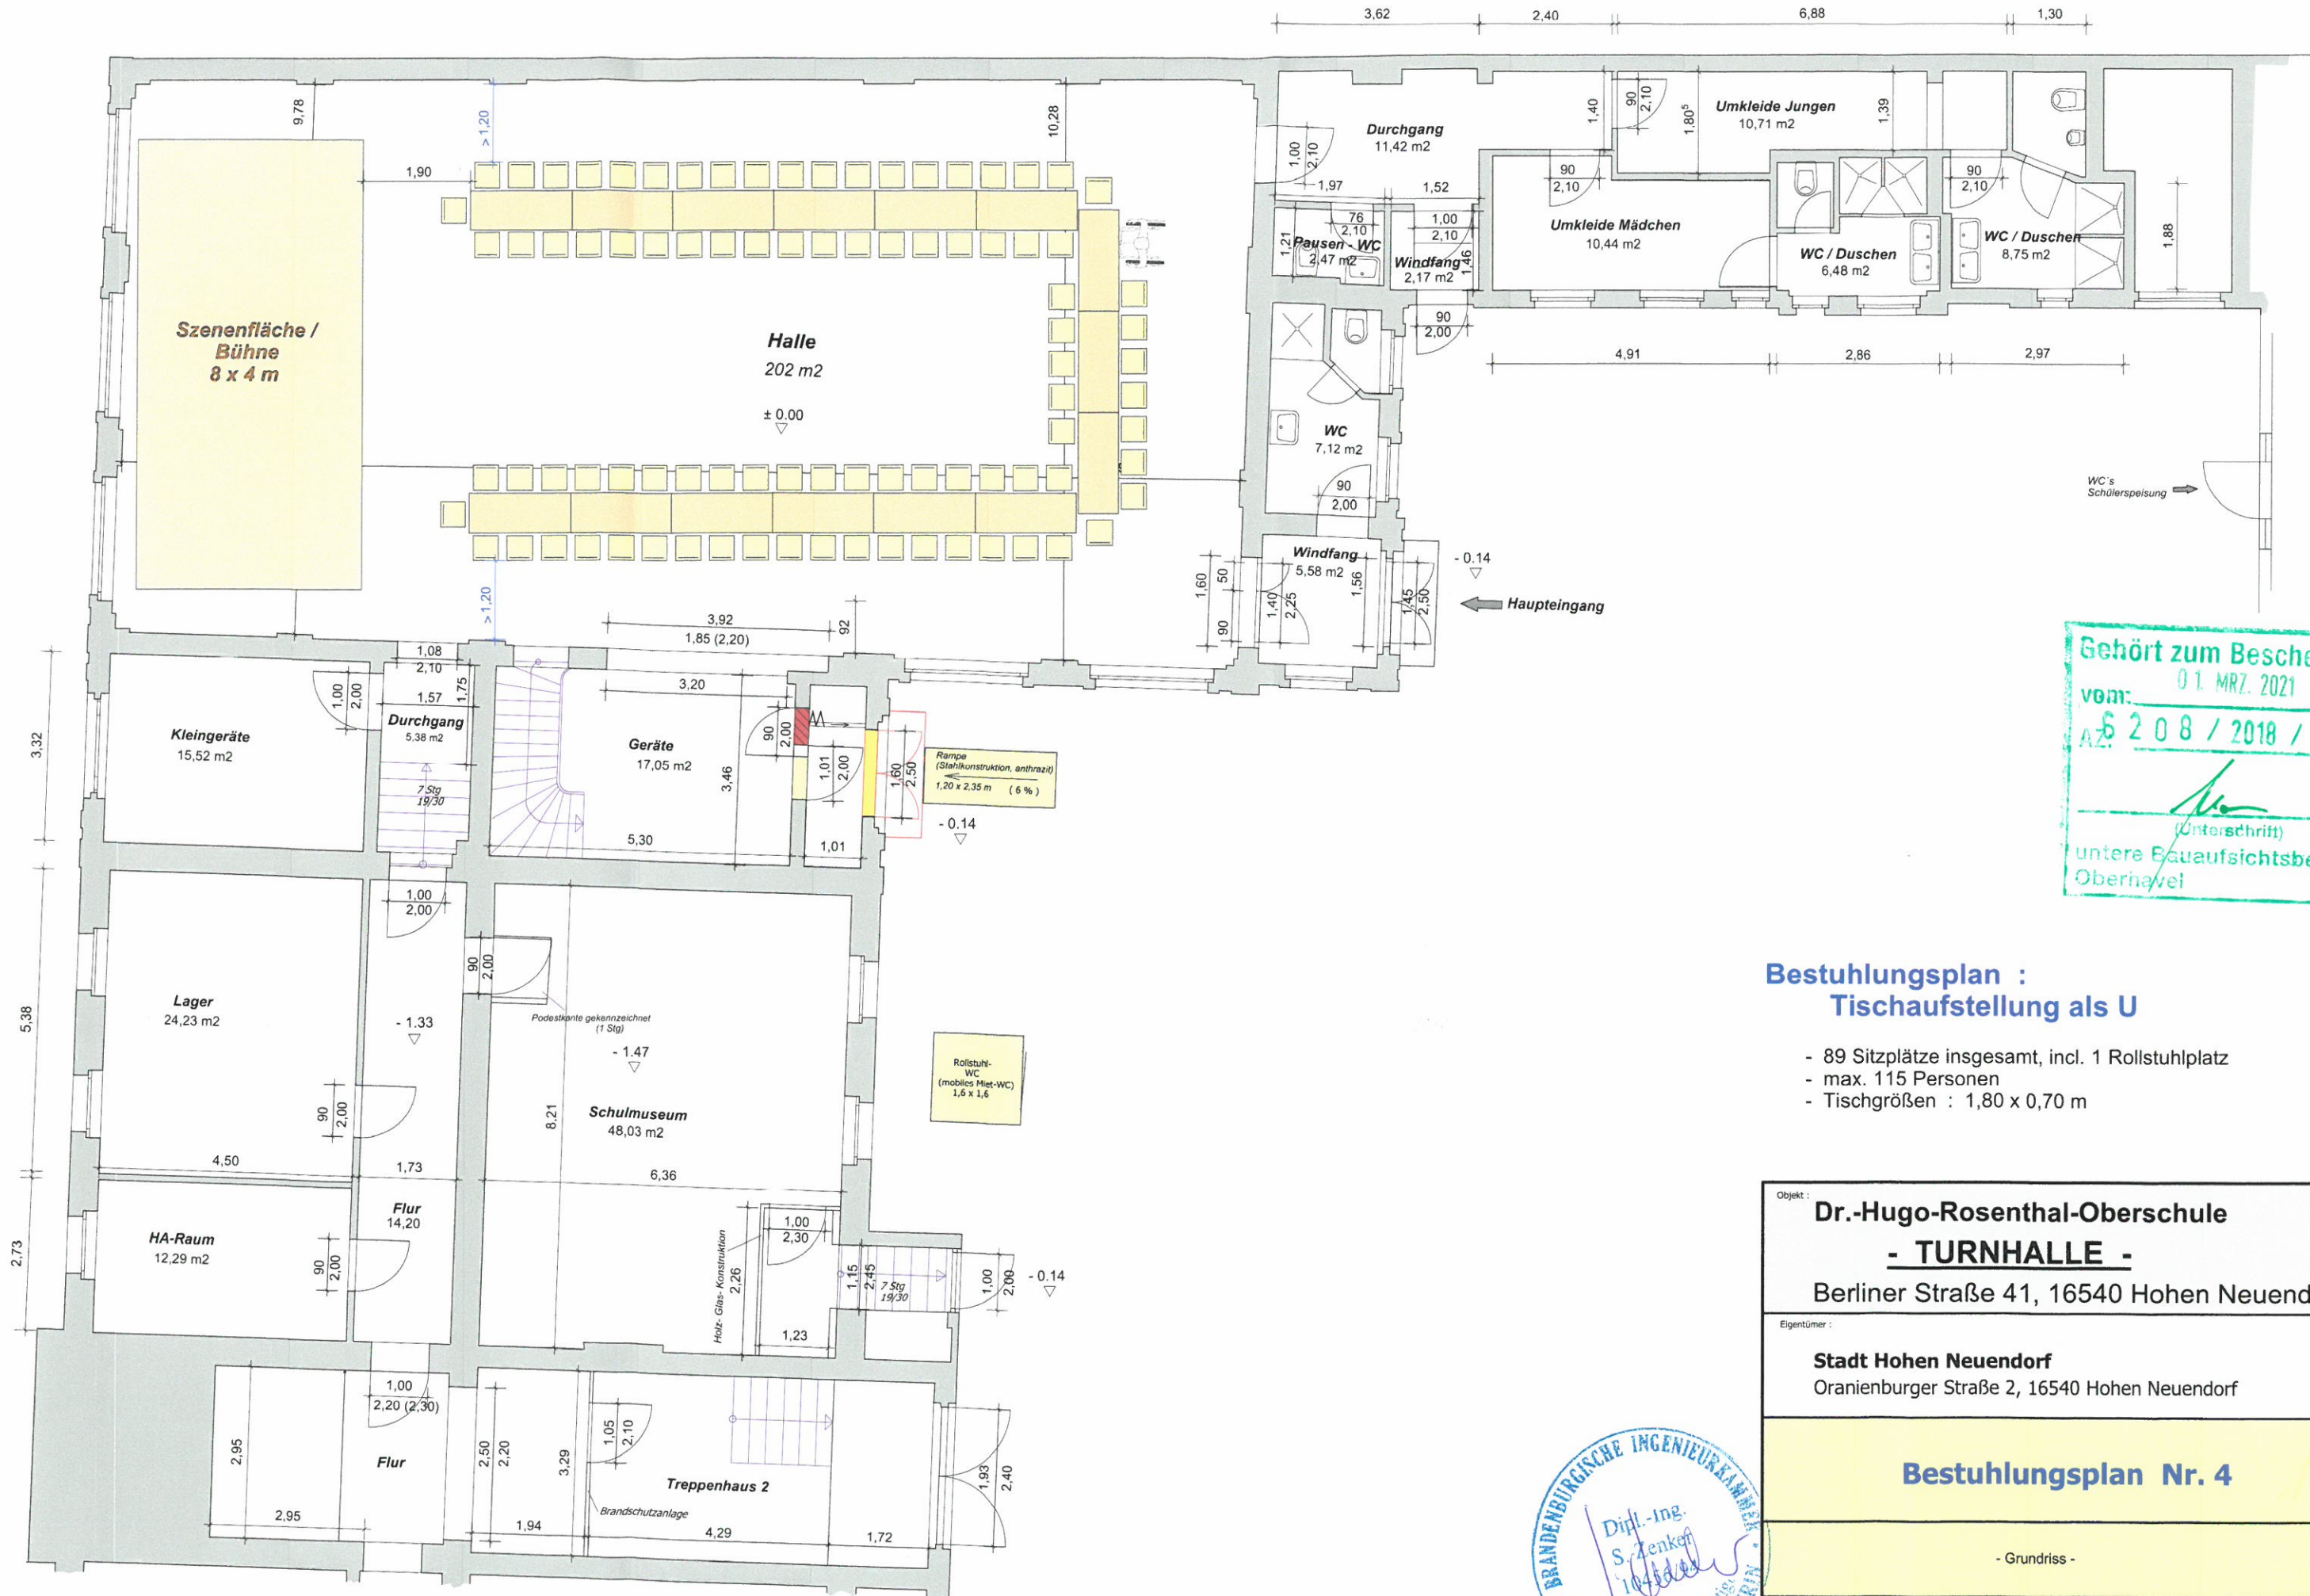 3,62
2,40
6,88
1,30
9,78
> 1,20
10,28
1,90
Szenenfläche /
Bühne
8 x 4 m
Halle
202 m2
± 0.00
> 1,20
3,92
1,85 (2,20)
92
Durchgang
11,42 m2
1,00
2,10
1,97
1,52
1,40
90
2,10
1,80⁵
Umkleide Jungen
10,71 m2
1,39
90
2,10
Umkleide Mädchen
10,44 m2
90
2,10
WC / Duschen
6,48 m2
WC / Duschen
8,75 m2
1,88
76
2,10
1,21
Pausen - WC
2,47 m2
1,00
2,10
Windfang
2,17 m2
1,46
90
2,00
4,91
2,86
2,97
WC
7,12 m2
90
2,00
WC`s
Schülerspeisung
Windfang
5,58 m2
1,60
50
90
1,40
2,25
1,56
1,45
2,50
- 0.14
Haupteingang
3,32
Kleingeräte
15,52 m2
1,00
2,00
1,08
2,10
1,57
1,75
Durchgang
5,38 m2
7 Stg
19/30
3,20
Geräte
17,05 m2
90
2,00
3,46
5,30
1,01
2,00
1,01
1,60
2,50
Rampe
(Stahlkonstruktion, anthrazit)
1,20 x 2,35 m ( 6 % )
- 0.14
Gehört zum Besche
vom:
01. MRZ. 2021
AZ.
6 2 0 8 / 2018 /
(Unterschrift)
untere Bauaufsichtsbe
Oberhavel
5,38
Lager
24,23 m2
1,00
2,00
- 1.33
90
2,00
Podestkante gekennzeichnet
(1 Stg)
- 1.47
Schulmuseum
48,03 m2
8,21
6,36
90
2,00
4,50
1,73
Rollstuhl-
WC
(mobiles Miet-WC)
1,6 x 1,6
Bestuhlungsplan :
Tischaufstellung als U
- 89 Sitzplätze insgesamt, incl. 1 Rollstuhlplatz
- max. 115 Personen
- Tischgrößen : 1,80 x 0,70 m
2,73
HA-Raum
12,29 m2
Flur
14,20
90
2,00
Holz- Glas- Konstruktion
2,26
1,00
2,30
1,23
1,15
2,45
7 Stg
19/30
1,00
2,00
- 0.14
1,00
2,20 (2,30)
2,95
2,95
Flur
2,50
2,20
3,29
1,94
1,05
2,10
Brandschutzanlage
Treppenhaus 2
4,29
1,72
1,93
2,40
Objekt :
Dr.-Hugo-Rosenthal-Oberschule
- TURNHALLE -
Berliner Straße 41, 16540 Hohen Neuend
Eigentümer :
Stadt Hohen Neuendorf
Oranienburger Straße 2, 16540 Hohen Neuendorf
Bestuhlungsplan Nr. 4
- Grundriss -
BRANDENBURGISCHE INGENIEURKAMMER
Dipl.-Ing.
S. Zenker